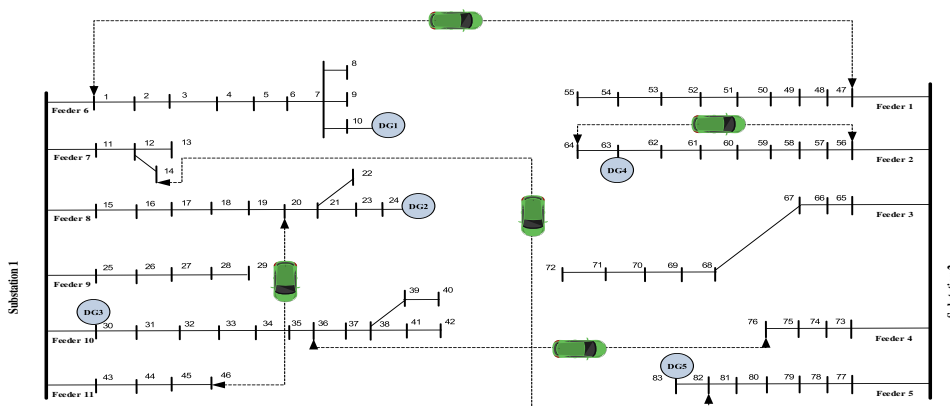 8
55 54 53 52 51 50 49 48 47
1 2 3 4 5 6 7 9
Feeder 6
Feeder 1
10 DG1
11 12 13
64 63 62 61 60 59 58 57 56
Feeder 7
Feeder 2
14
DG4
22
67 66 65
15 16 17 18 19 20 21 23 24 DG2
Feeder 8
Feeder 3
Substation 1
25 26 27 28 29
72 71 70 69 68
Feeder 9
39 40
DG3
30 31 32 33 34 35 36 37 38 41 42
76 75 74 73
Feeder 10
Feeder 4
DG5
43 44 45 46
83 82 81 80 79 78 77
Feeder 11
Feeder 5